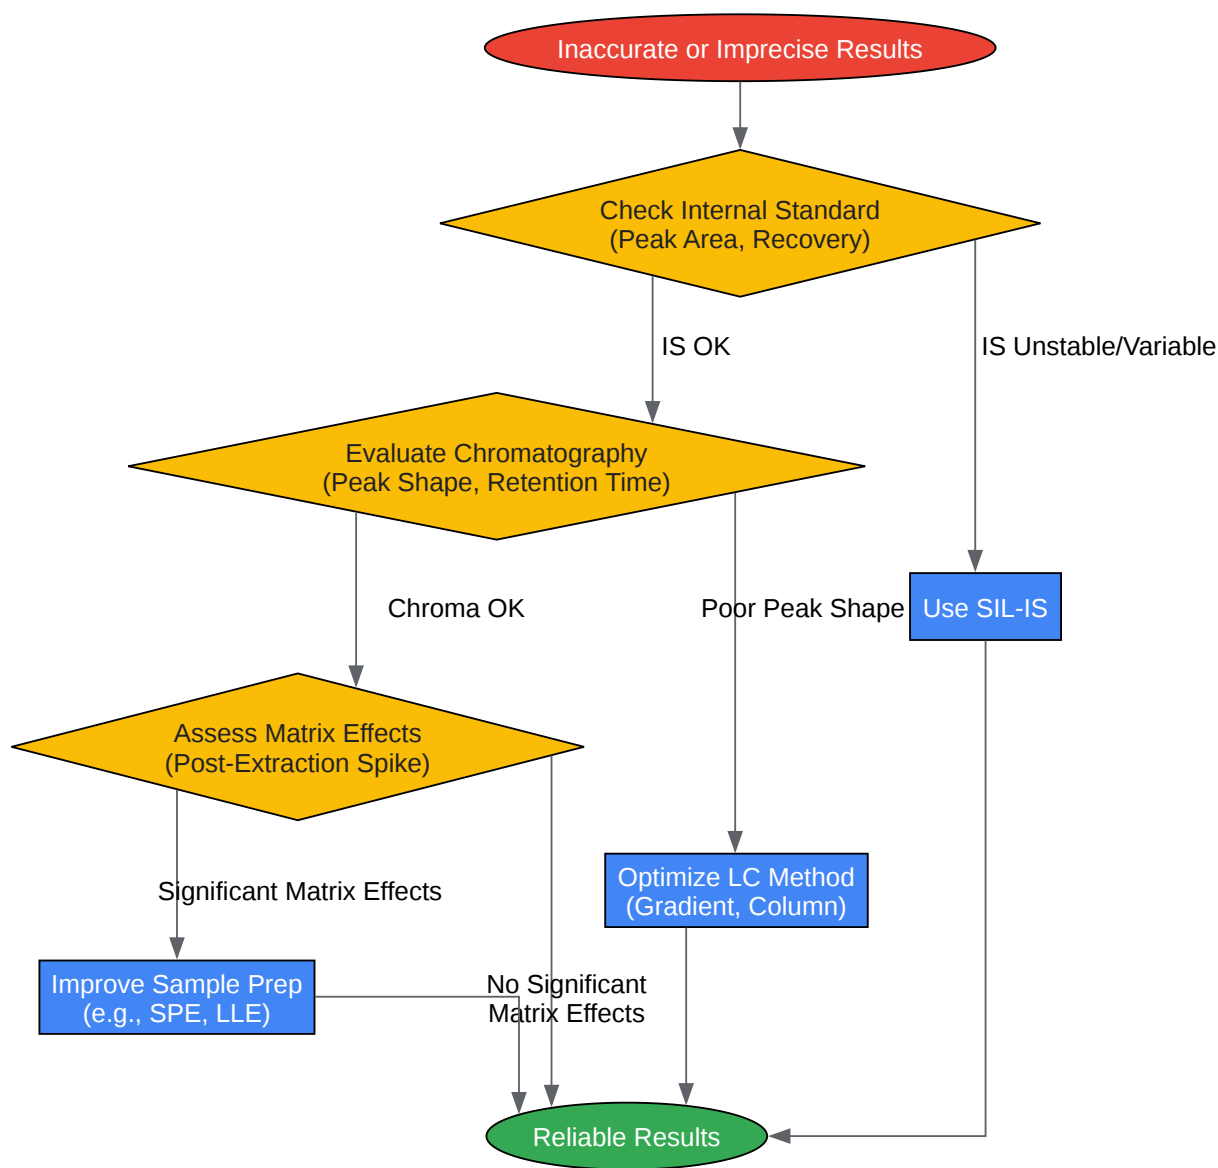 Inaccurate or Imprecise Results
Check Internal Standard
(Peak Area, Recovery)
IS OK
IS Unstable/Variable
Evaluate Chromatography
(Peak Shape, Retention Time)
Chroma OK
Poor Peak Shape
Use SIL-IS
Assess Matrix Effects
(Post-Extraction Spike)
Significant Matrix Effects
Optimize LC Method
(Gradient, Column)
Improve Sample Prep
(e.g., SPE, LLE)
No Significant
Matrix Effects
Reliable Results